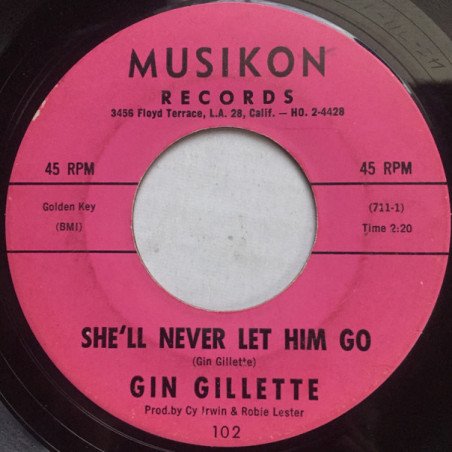 MUSIKON
RECORDS
3456 Floyd Terrace, L.A. 28, Calif. — HO. 2-4428
45 RPM 45 RPM
Golden Key (711-1)
(BMI) Time 2:20
SHE'LL NEVER LET HIM GO
(Gin Gillette)
GIN GILLETTE
Prod.by Cy Irwin & Robie Lester
102